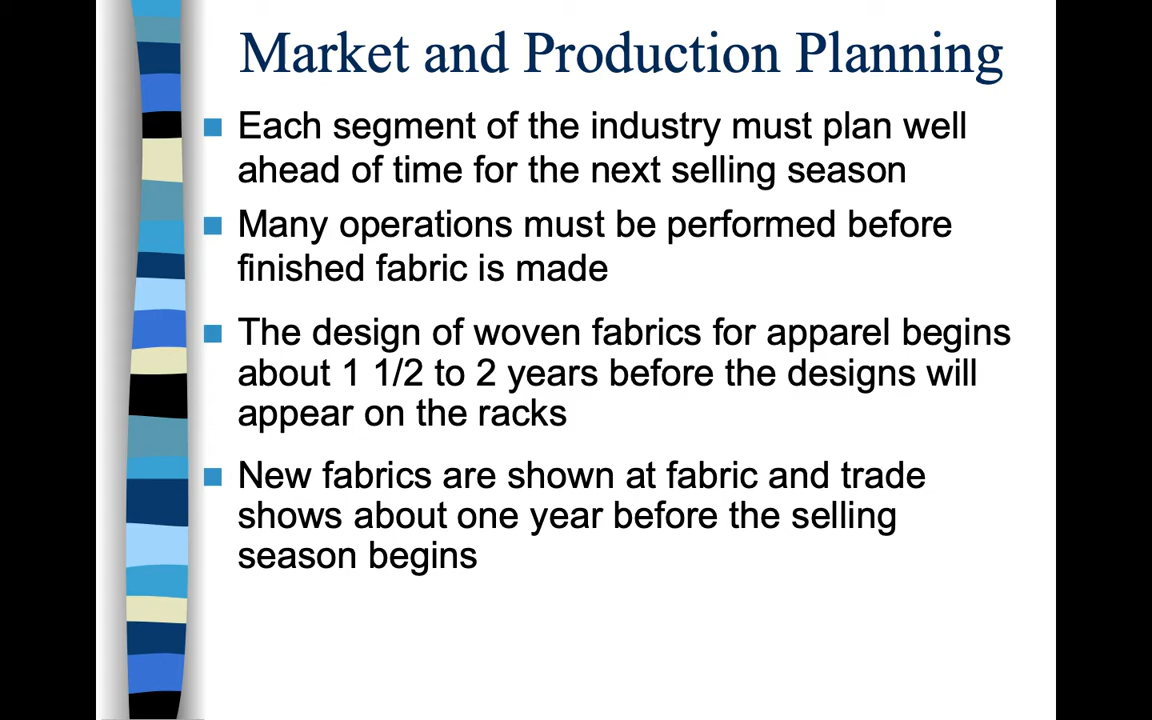 Market and Production Planning
Each segment of the industry must plan well
ahead of time for the next selling season
Many operations must be performed before
finished fabric is made
The design of woven fabrics for apparel begins
about 1 1/2 to 2 years before the designs will
appear on the racks
New fabrics are shown at fabric and trade
shows about one year before the selling
season begins